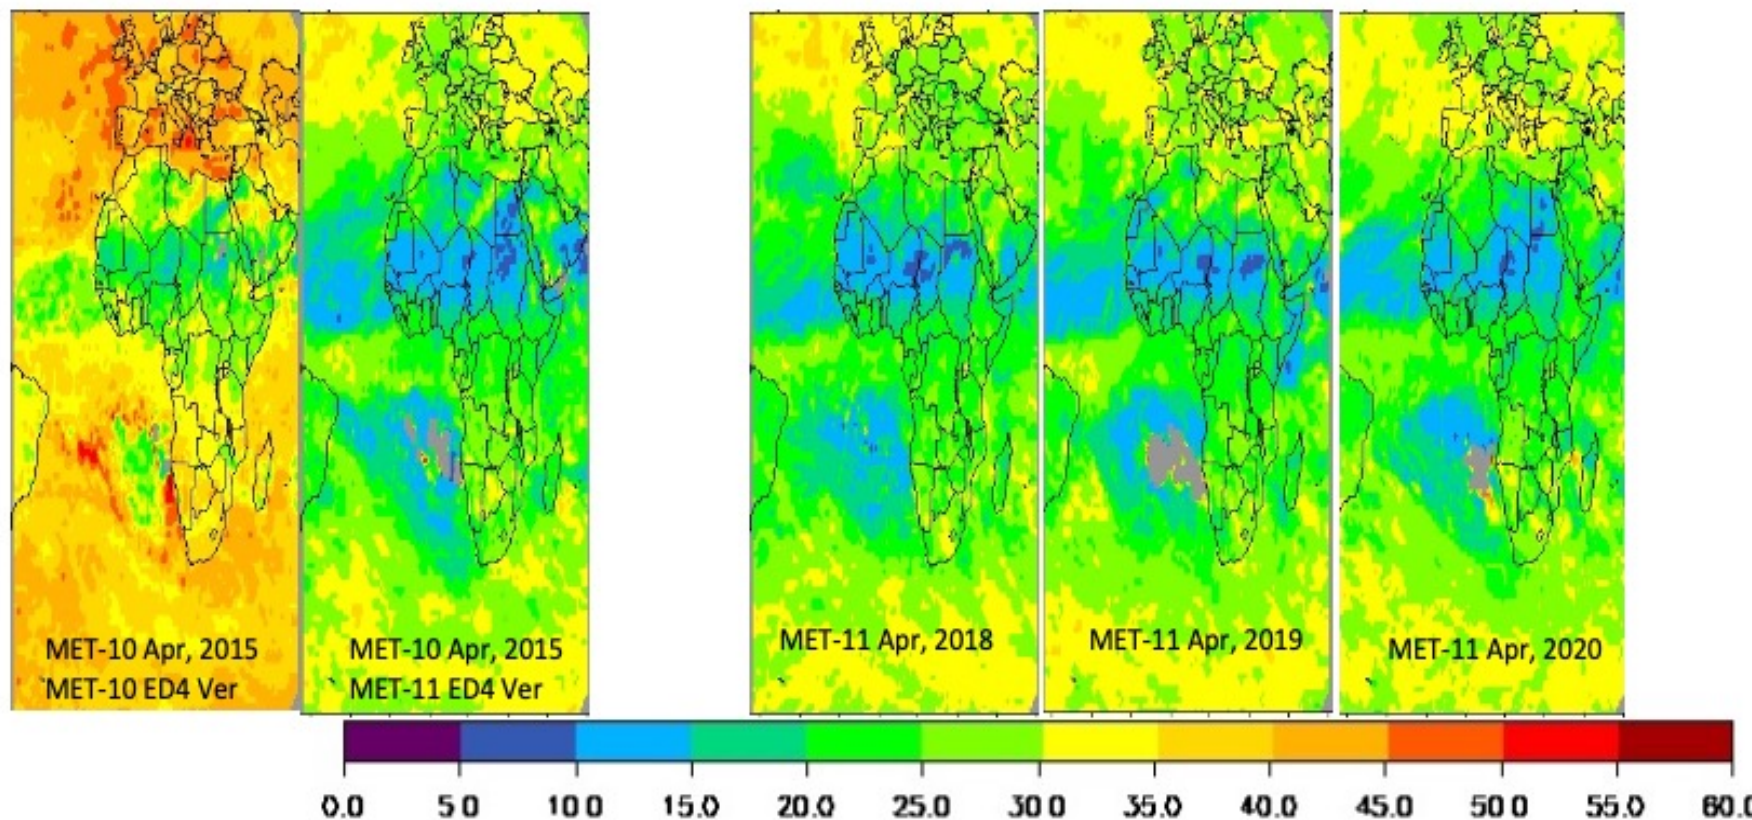 MET-10 Apr, 2015
MET-10 ED4 Ver
MET-10 Apr, 2015
MET-11 ED4 Ver
MET-11 Apr, 2018
MET-11 Apr, 2019
MET-11 Apr, 2020
0.0 5.0 10.0 15.0 20.0 25.0 30.0 35.0 40.0 45.0 50.0 55.0 60.0